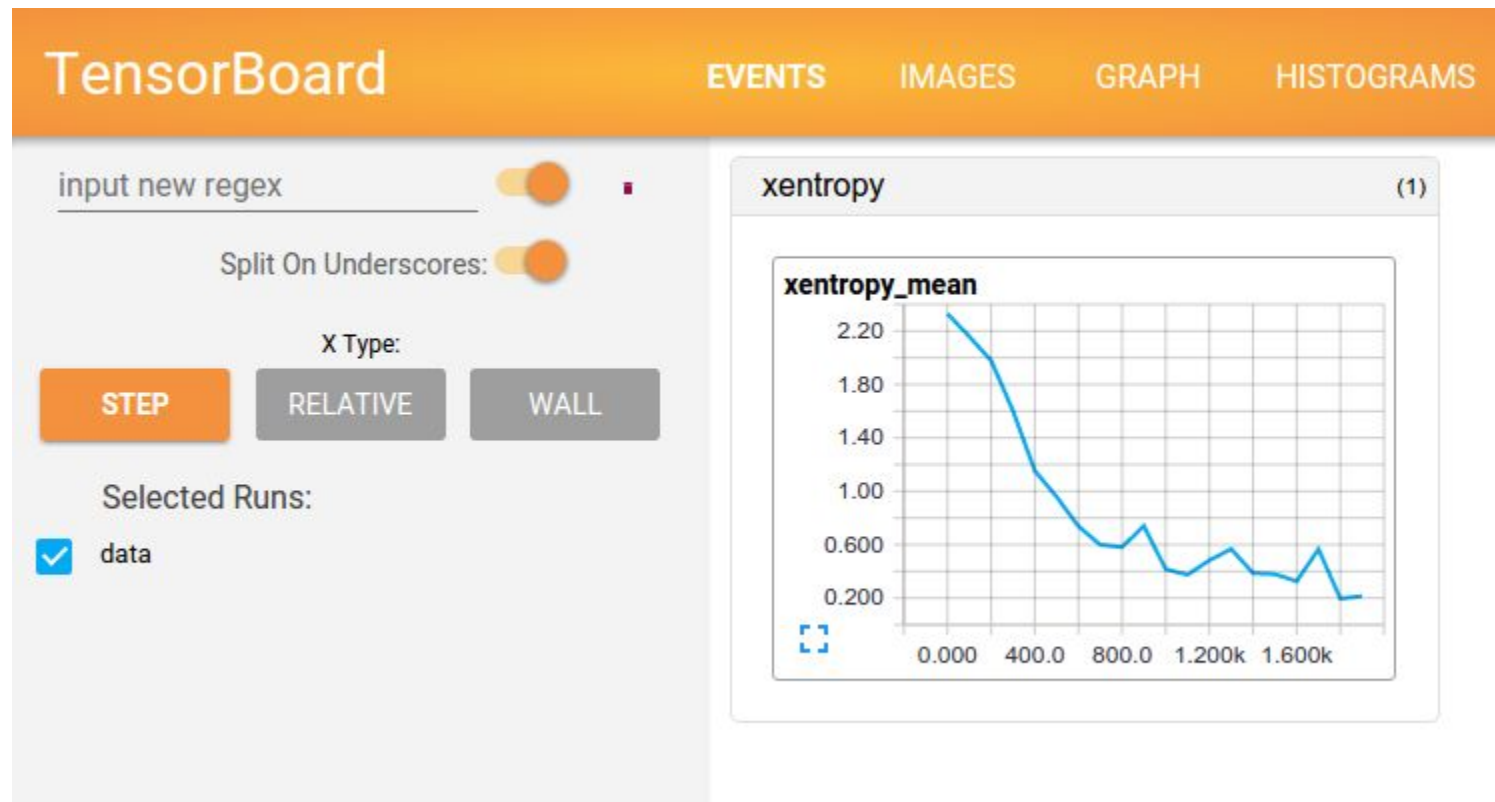 TensorBoard
EVENTS IMAGES GRAPH HISTOGRAMS
input new regex
Split On Underscores:
X Type:
STEP RELATIVE WALL
Selected Runs:
data
xentropy (1)
xentropy_mean
2.20
1.80
1.40
1.00
0.600
0.200
0.000 400.0 800.0 1.200k 1.600k